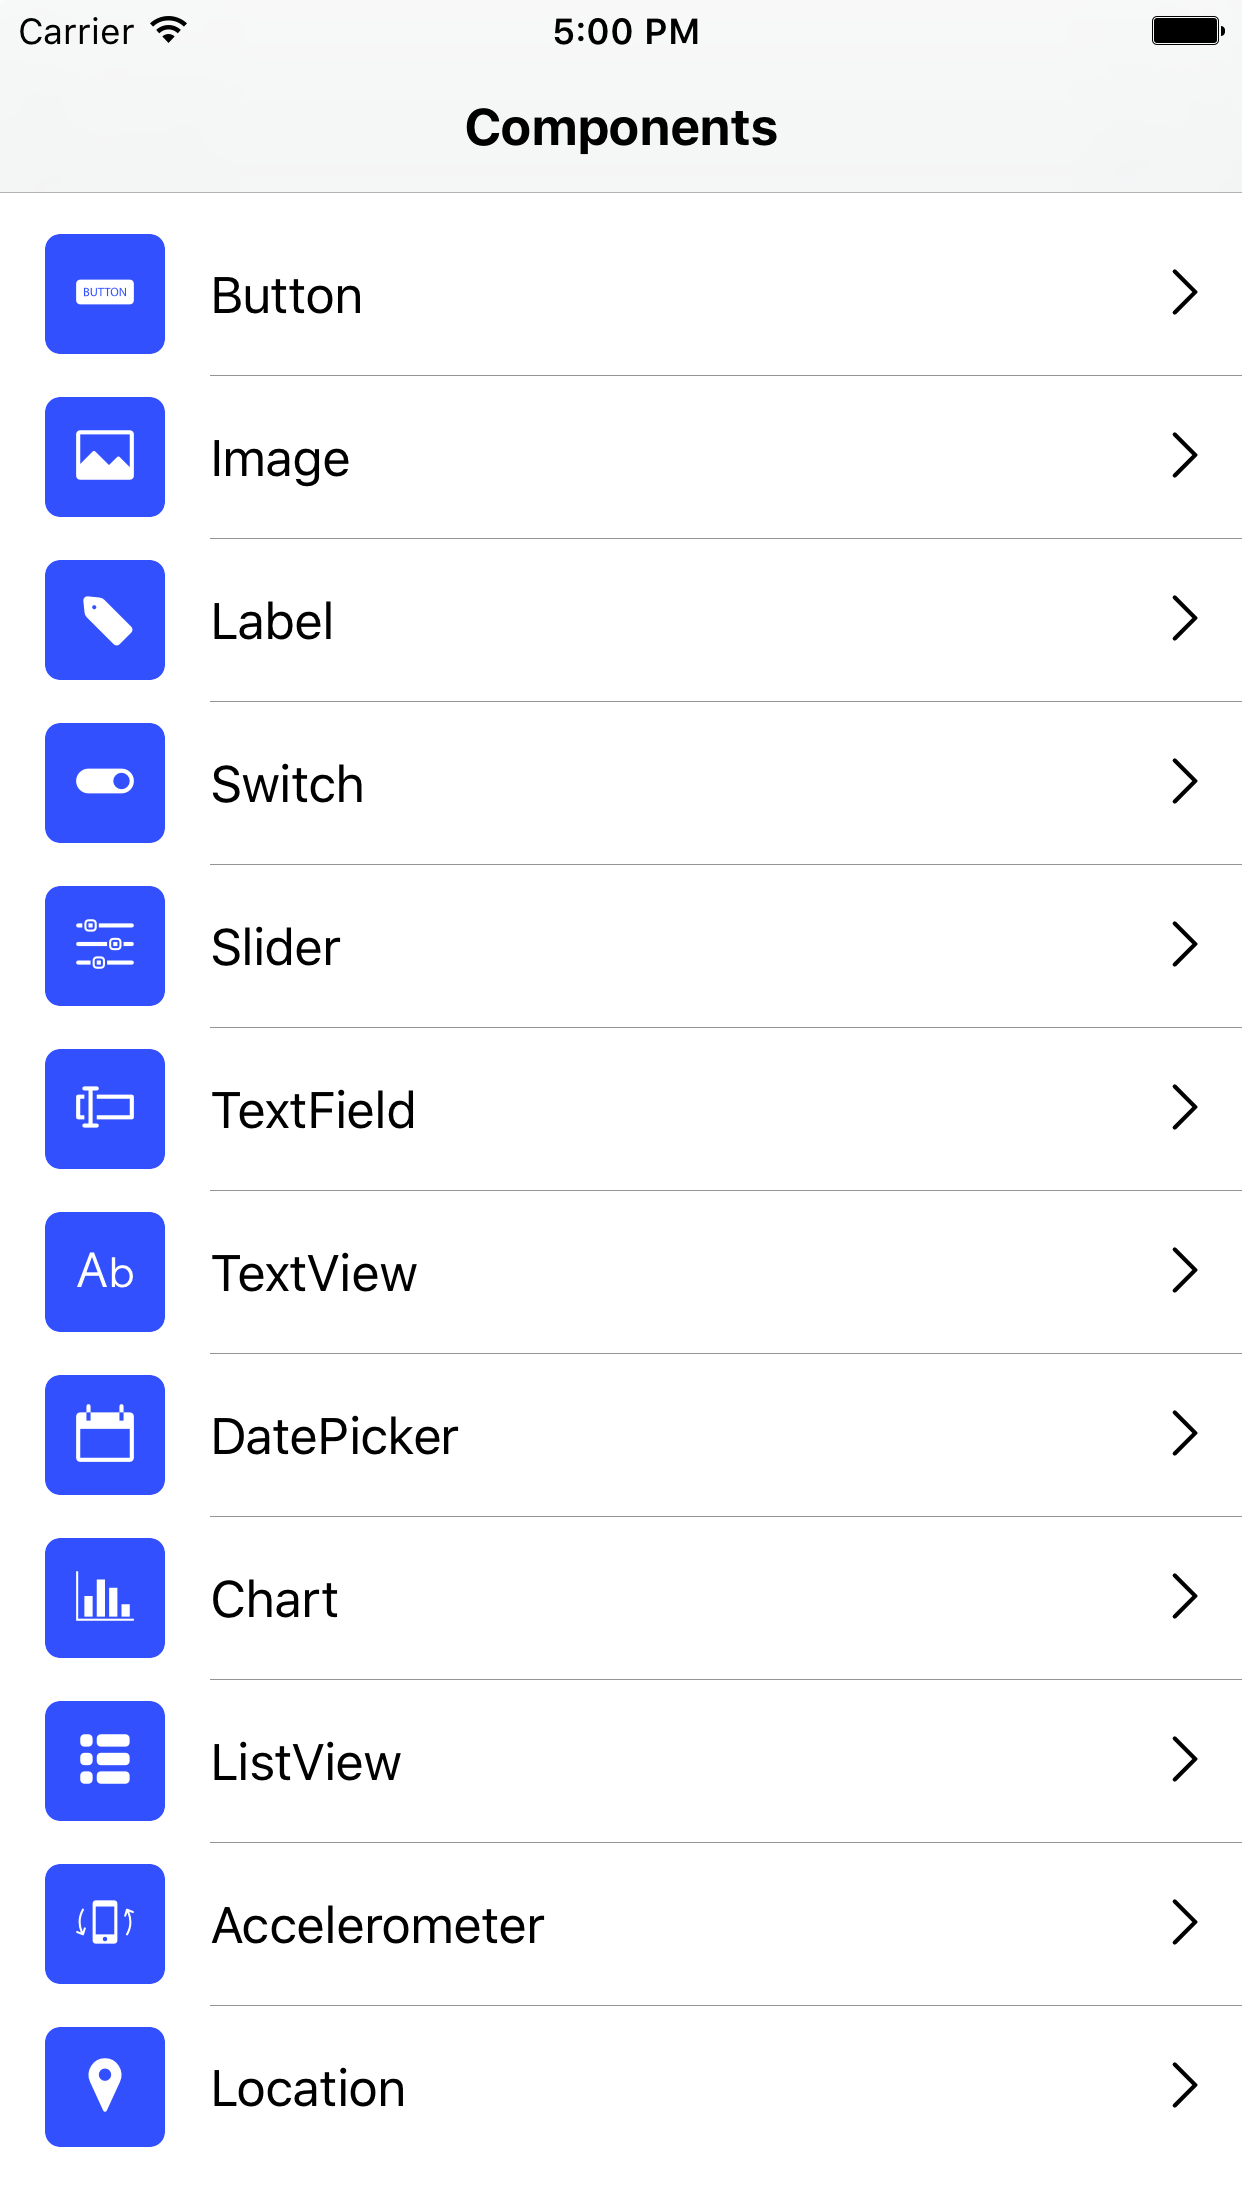 Carrier 5:00 PM
Components
BUTTON Button
Image
Label
Switch
Slider
TextField
Ab TextView
DatePicker
Chart
ListView
Accelerometer
Location